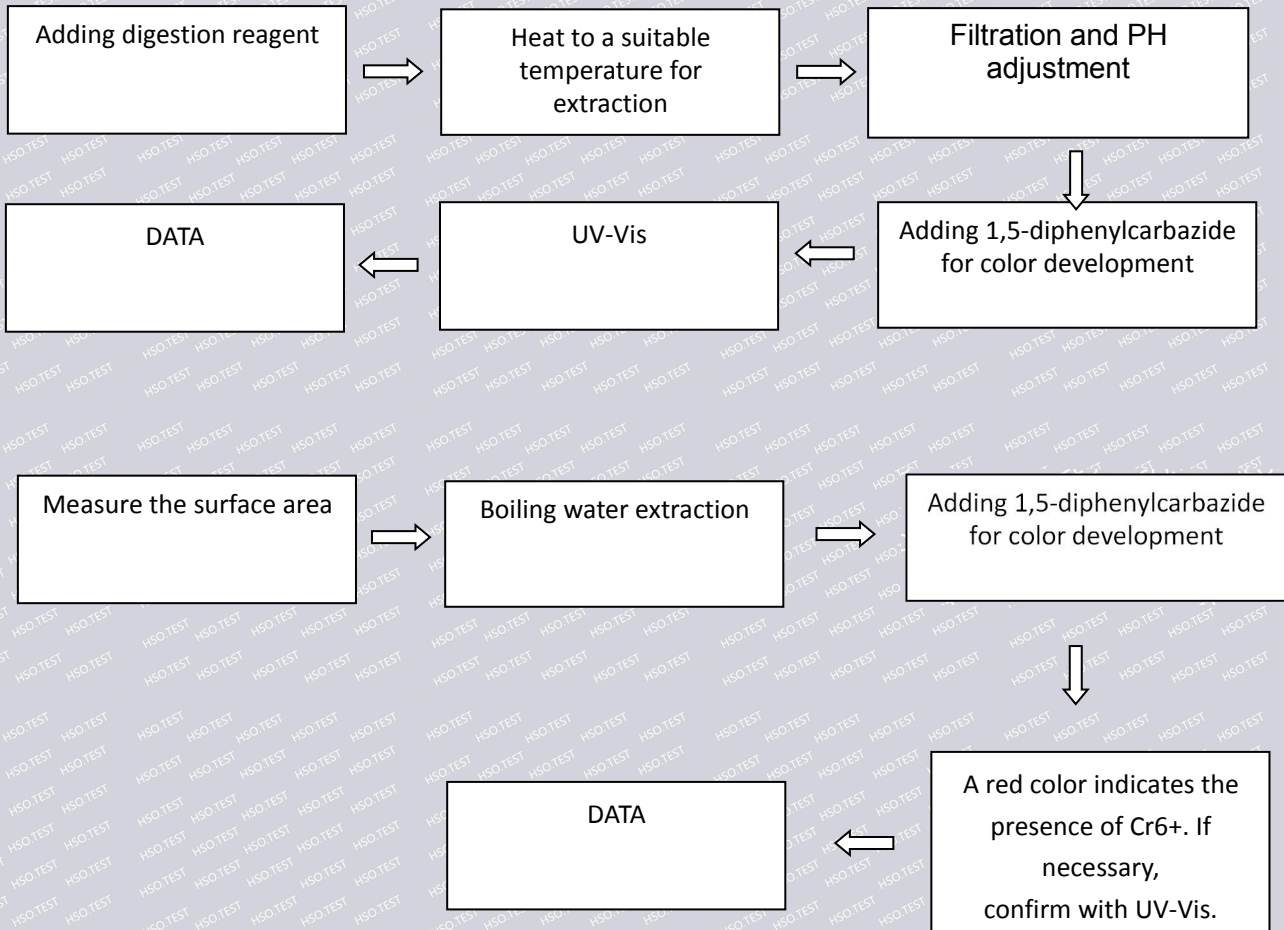 Adding digestion reagent
Heat to a suitable
temperature for
extraction
Filtration and PH
adjustment
Adding 1,5-diphenylcarbazide
for color development
UV-Vis
DATA
Measure the surface area
Boiling water extraction
Adding 1,5-diphenylcarbazide
for color development
A red color indicates the
presence of Cr6+. If
necessary,
confirm with UV-Vis.
DATA
HSO.TEST